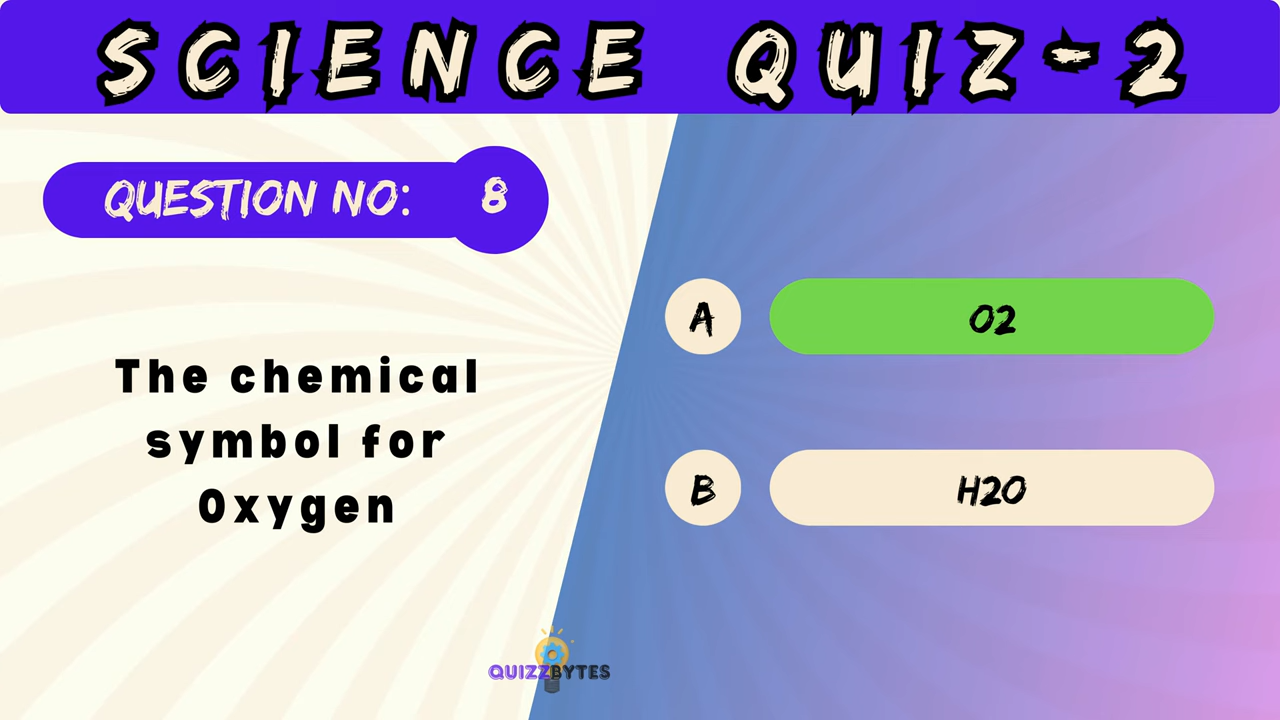 SCIENCE QUIZ-2
QUESTION NO: 8
The chemical
symbol for
Oxygen
A O2
B H2O
QUIZZBYTES